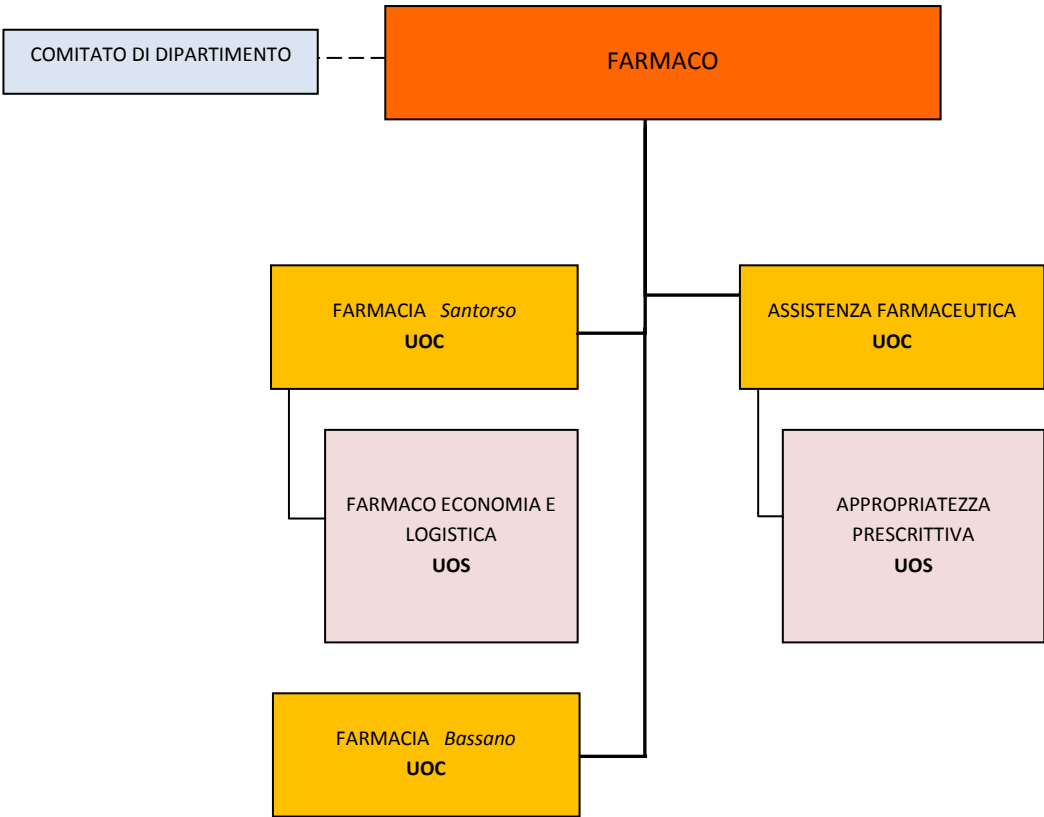 COMITATO DI DIPARTIMENTO
FARMACO
FARMACIA Santorso
UOC
ASSISTENZA FARMACEUTICA
UOC
FARMACO ECONOMIA E
LOGISTICA
UOS
APPROPRIATEZZA
PRESCRITTIVA
UOS
FARMACIA Bassano
UOC